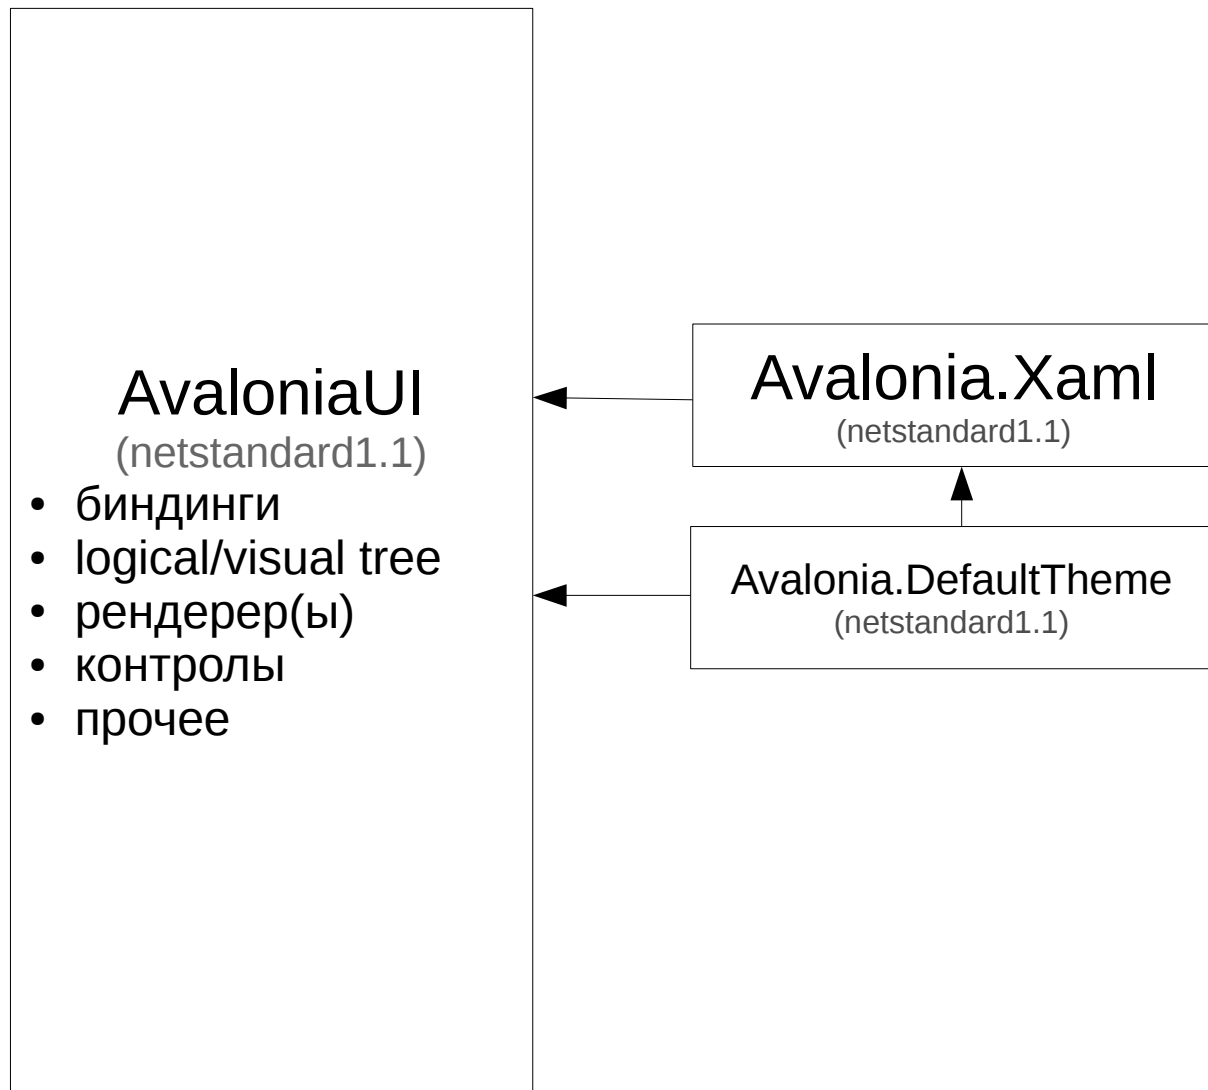 AvaloniaUI
(netstandard1.1)
• биндинги
• logical/visual tree
• рендерер(ы)
• контролы
• прочее
Avalonia.Xaml
(netstandard1.1)
Avalonia.DefaultTheme
(netstandard1.1)